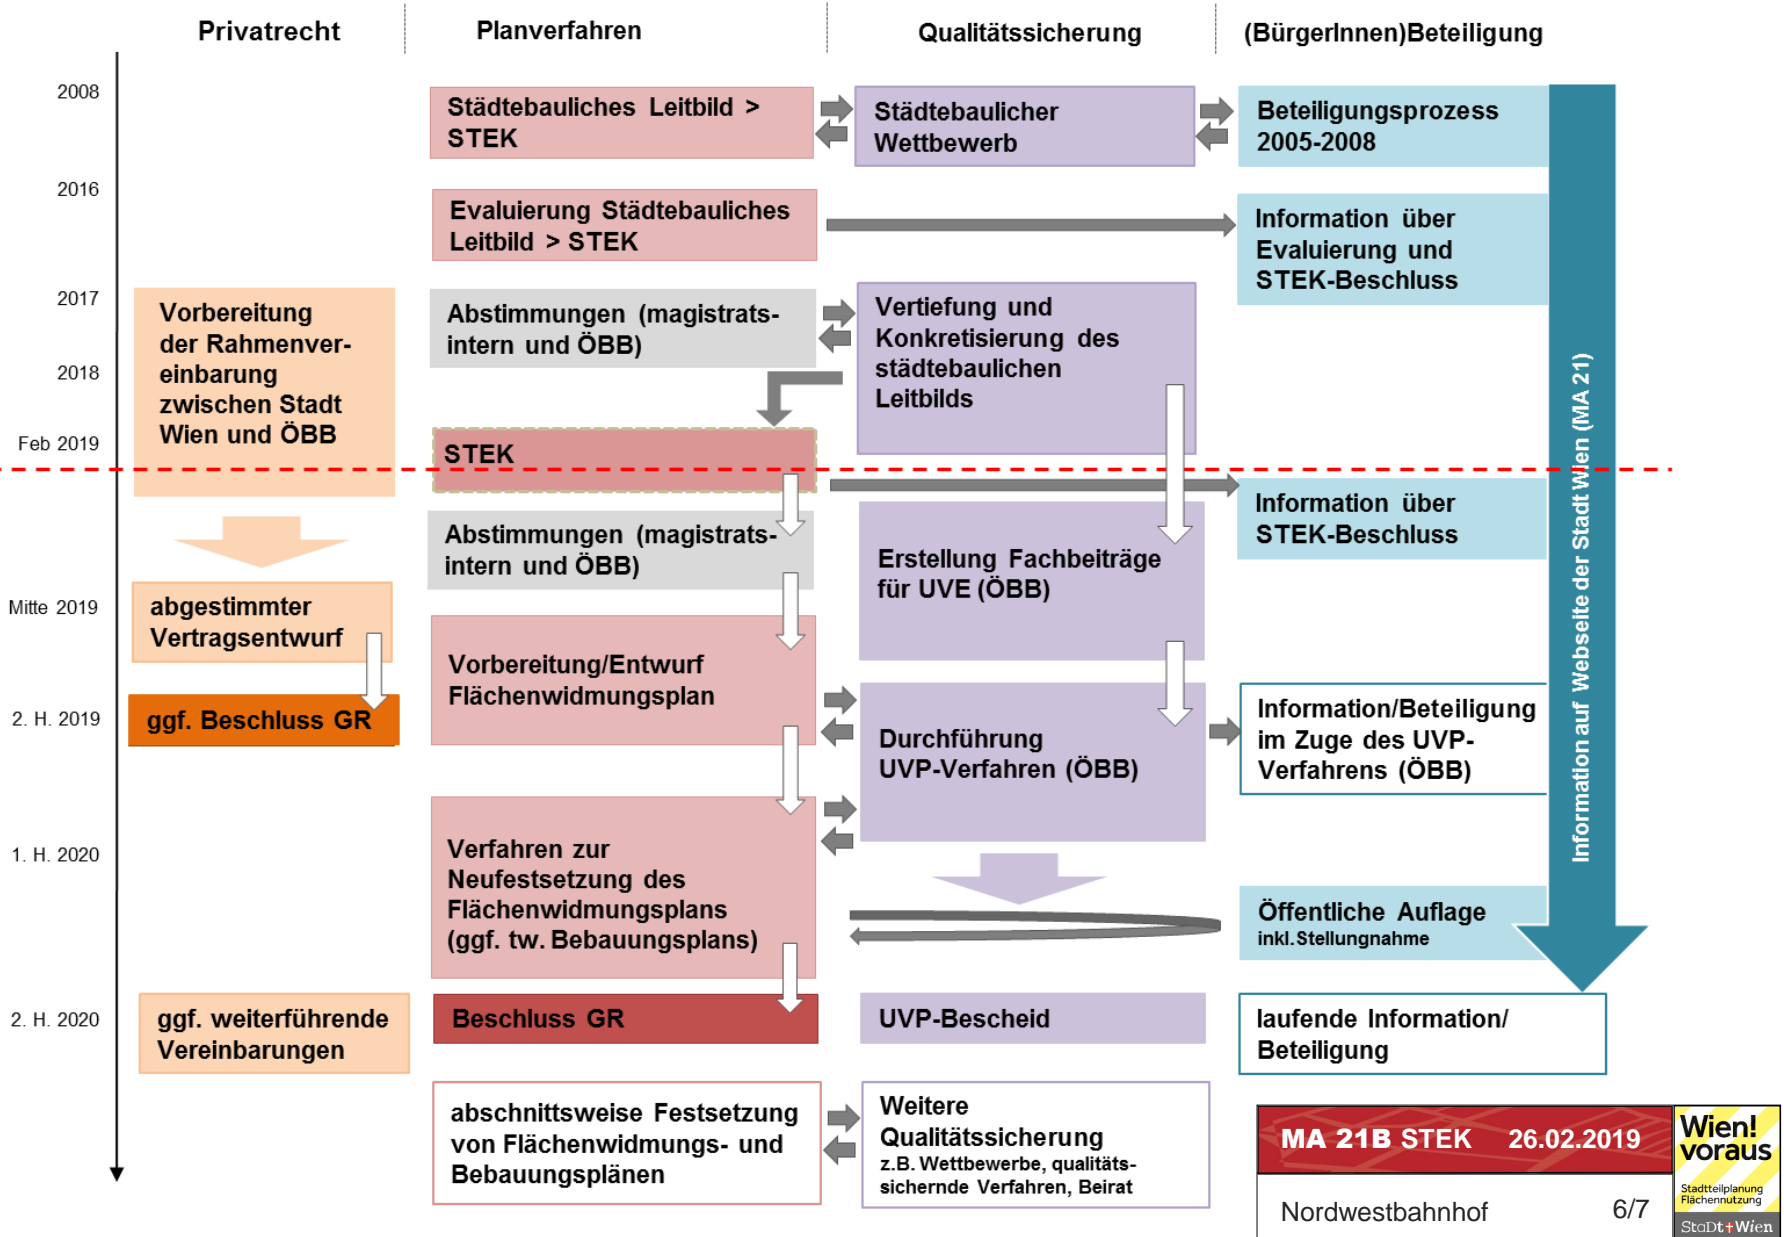 Privatrecht
Planverfahren
Qualitätssicherung
(BürgerInnen)Beteiligung
2008
Städtebauliches Leitbild >
STEK
Städtebaulicher
Wettbewerb
Beteiligungsprozess
2005-2008
2016
Evaluierung Städtebauliches
Leitbild > STEK
Information über
Evaluierung und
STEK-Beschluss
2017
2018
Feb 2019
Vorbereitung
der Rahmenver-
einbarung
zwischen Stadt
Wien und ÖBB
Abstimmungen (magistrats-
intern und ÖBB)
Vertiefung und
Konkretisierung des
städtebaulichen
Leitbilds
STEK
Information über
STEK-Beschluss
Abstimmungen (magistrats-
intern und ÖBB)
Erstellung Fachbeiträge
für UVE (ÖBB)
Mitte 2019
abgestimmter
Vertragsentwurf
Vorbereitung/Entwurf
Flächenwidmungsplan
2. H. 2019
ggf. Beschluss GR
Durchführung
UVP-Verfahren (ÖBB)
Information/Beteiligung
im Zuge des UVP-
Verfahrens (ÖBB)
Information auf Webseite der Stadt Wien (MA 21)
1. H. 2020
Verfahren zur
Neufestsetzung des
Flächenwidmungsplans
(ggf. tw. Bebauungsplans)
Öffentliche Auflage
inkl. Stellungnahme
2. H. 2020
ggf. weiterführende
Vereinbarungen
Beschluss GR
UVP-Bescheid
laufende Information/
Beteiligung
abschnittsweise Festsetzung
von Flächenwidmungs- und
Bebauungsplänen
Weitere
Qualitätssicherung
z.B. Wettbewerbe, qualitäts-
sichernde Verfahren, Beirat
MA 21B STEK 26.02.2019
Nordwestbahnhof 6/7
Wien!
voraus
Stadtteilplanung
Flächennutzung
StaDt Wien